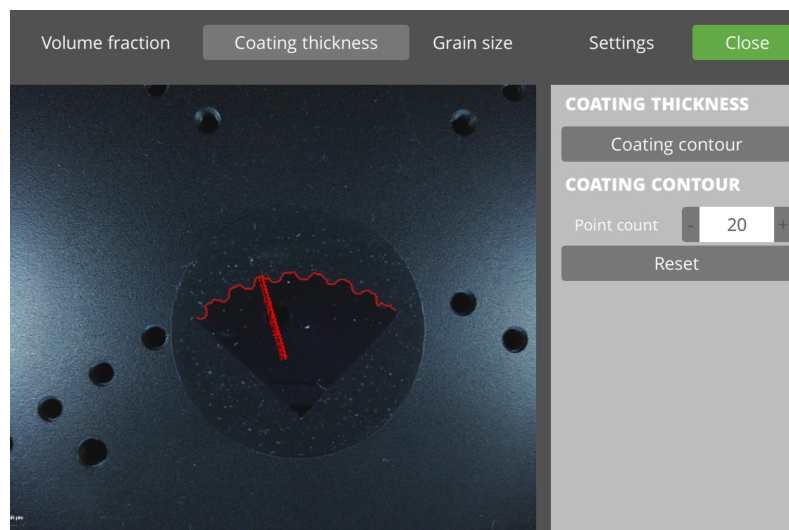 Volume fraction
Coating thickness
Grain size
Settings
Close
COATING THICKNESS
Coating contour
COATING CONTOUR
Point count - 20 +
Reset